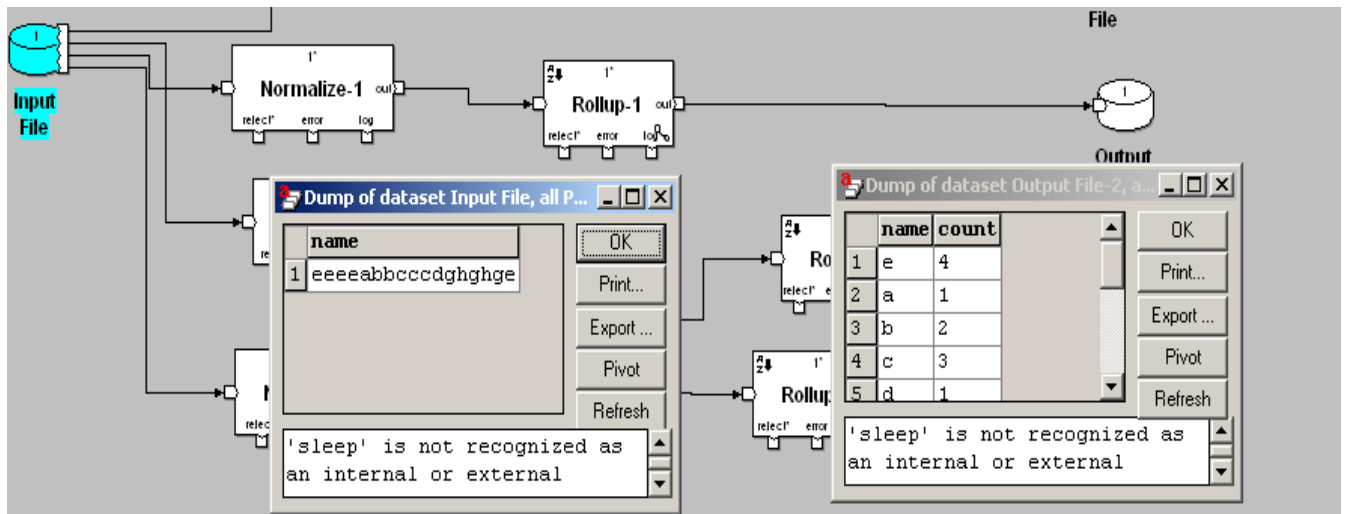 File
1
1*
Normalize-1 out
reject* error log
Input
File
1*
Rollup-1 out
reject* error log
1
Output
Dump of dataset Input File, all P...
name
1 eeeeabbcccdghghge
OK
Print...
Export ...
Pivot
Refresh
'sleep' is not recognized as
an internal or external
Dump of dataset Output File-2, a...
name count
1 e 4
2 a 1
3 b 2
4 c 3
5 d 1
OK
Print...
Export ...
Pivot
Refresh
'sleep' is not recognized as
an internal or external
Ro
reject*
1*
Rollup
reject* error